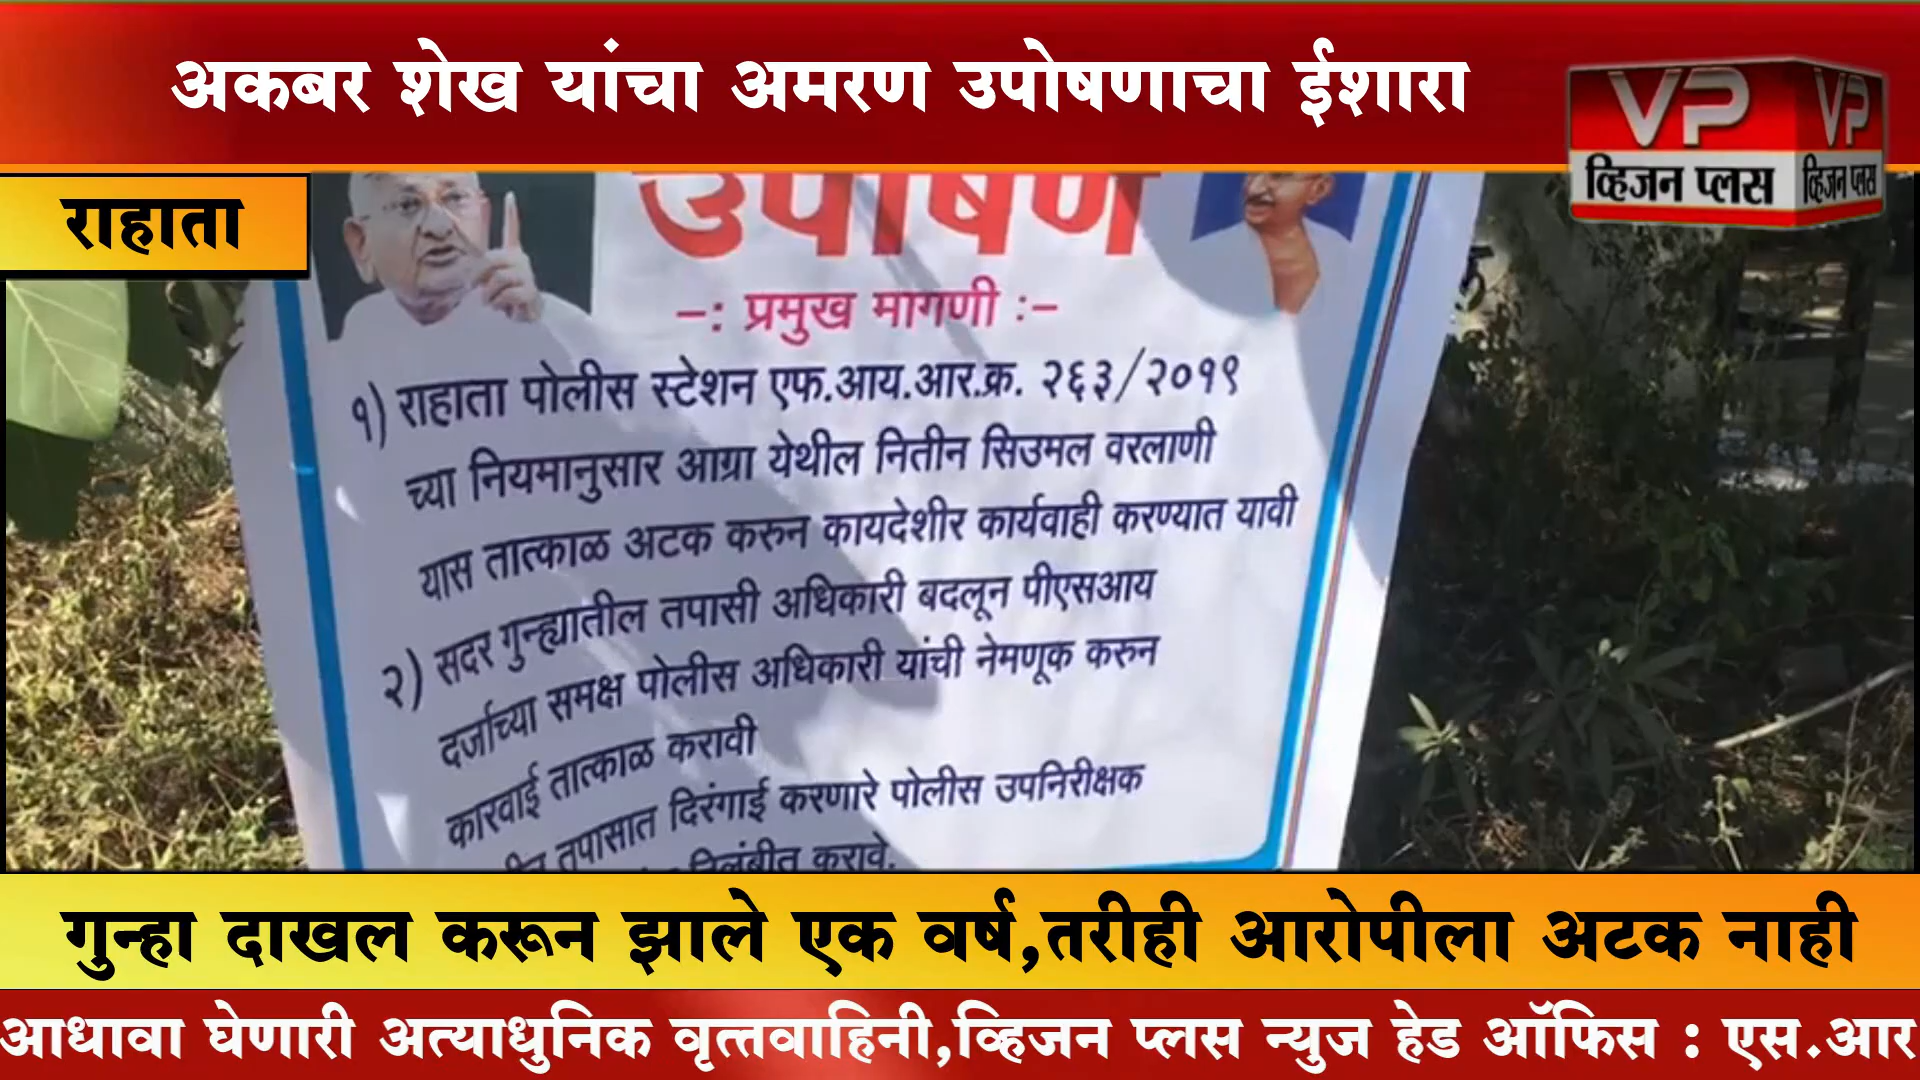 अकबर शेख यांचा अमरण उपोषणाचा ईशारा
VP
व्हिजन प्लस
VP
व्हिजन प्लस
राहाता
उपोषण
-: प्रमुख मागणी :-
१) राहाता पोलीस स्टेशन एफ.आय.आर.क्र. २६३/२०१९
च्या नियमानुसार आग्रा येथील नितीन सिउमल वरलाणी
यास तात्काळ अटक करुन कायदेशीर कार्यवाही करण्यात यावी
२) सदर गुन्ह्यातील तपासी अधिकारी बदलून पीएसआय
दर्जाच्या समक्ष पोलीस अधिकारी यांची नेमणूक करुन
कारवाई तात्काळ करावी
तपासात दिरंगाई करणारे पोलीस उपनिरीक्षक
निलंबीत करावे.
गुन्हा दाखल करून झाले एक वर्ष,तरीही आरोपीला अटक नाही
आधावा घेणारी अत्याधुनिक वृत्तवाहिनी,व्हिजन प्लस न्युज हेड ऑफिस : एस.आर